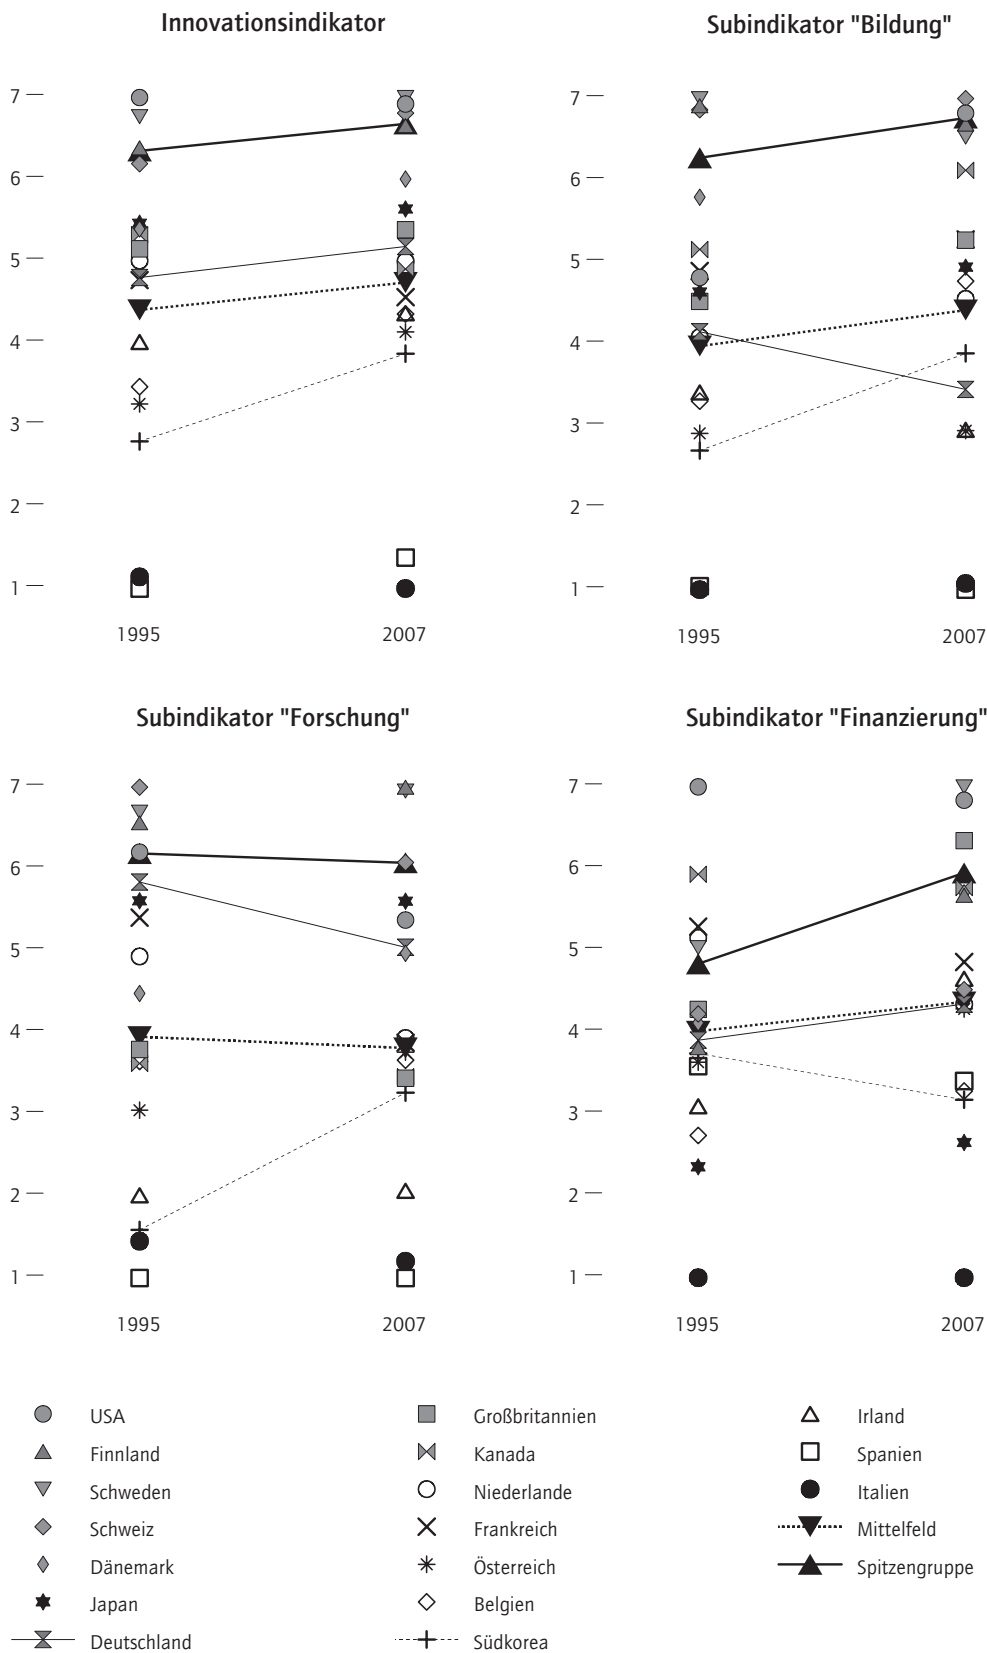 Innovationsindikator
7
6
5
4
3
2
1
1995 2007
Subindikator "Bildung"
7
6
5
4
3
2
1
1995 2007
Subindikator "Forschung"
7
6
5
4
3
2
1
1995 2007
Subindikator "Finanzierung"
7
6
5
4
3
2
1
1995 2007
USA
Finnland
Schweden
Schweiz
Dänemark
Japan
Deutschland
Großbritannien
Kanada
Niederlande
Frankreich
Österreich
Belgien
Südkorea
Irland
Spanien
Italien
Mittelfeld
Spitzengruppe